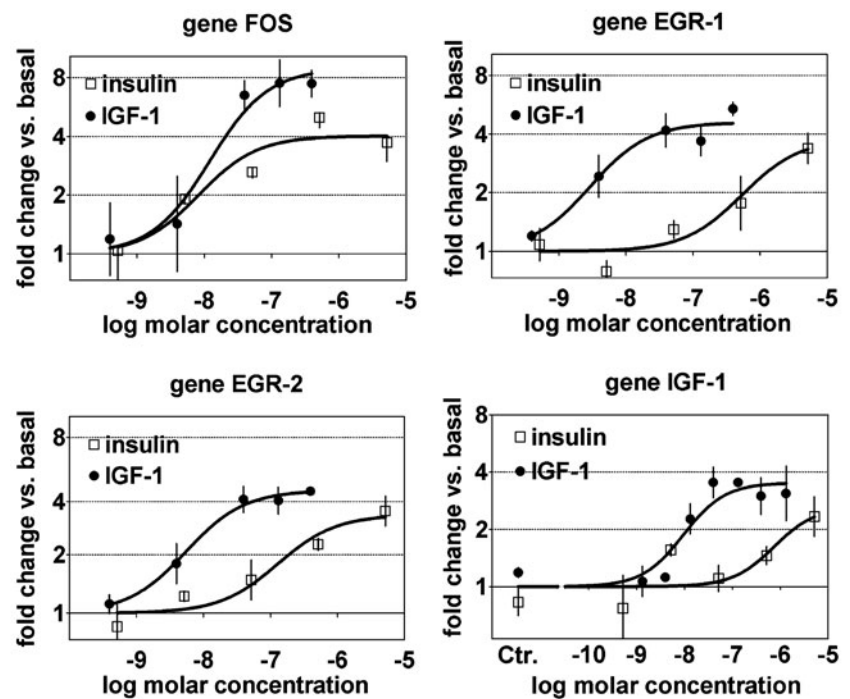 gene FOS
fold change vs. basal
8
4
2
1
insulin
IGF-1
-9 -8 -7 -6 -5
log molar concentration
gene EGR-1
fold change vs. basal
8
4
2
1
insulin
IGF-1
-9 -8 -7 -6 -5
log molar concentration
gene EGR-2
fold change vs. basal
8
4
2
1
insulin
IGF-1
-9 -8 -7 -6 -5
log molar concentration
gene IGF-1
fold change vs. basal
8
4
2
1
insulin
IGF-1
Ctr. -10 -9 -8 -7 -6 -5
log molar concentration